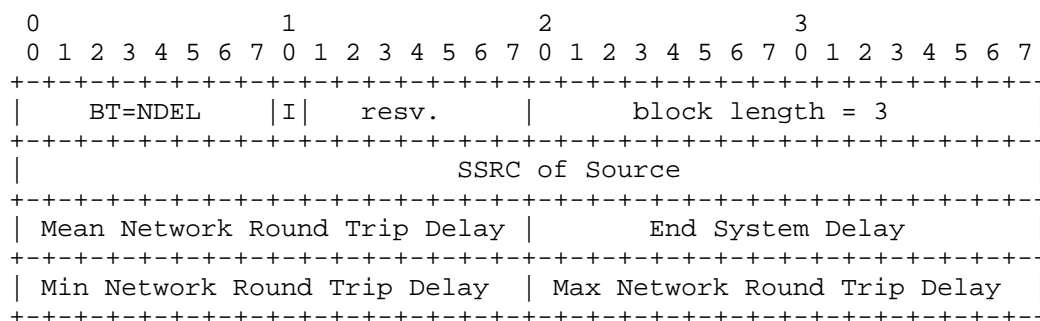 0 1 2 3
0 1 2 3 4 5 6 7 0 1 2 3 4 5 6 7 0 1 2 3 4 5 6 7 0 1 2 3 4 5 6 7
+-+-+-+-+-+-+-+-+-+-+-+-+-+-+-+-+-+-+-+-+-+-+-+-+-+-+-+-+-+-+-+--
| BT=NDEL |I| resv. | block length = 3 |
+-+-+-+-+-+-+-+-+-+-+-+-+-+-+-+-+-+-+-+-+-+-+-+-+-+-+-+-+-+-+-+--
| SSRC of Source |
+-+-+-+-+-+-+-+-+-+-+-+-+-+-+-+-+-+-+-+-+-+-+-+-+-+-+-+-+-+-+-+--
| Mean Network Round Trip Delay | End System Delay |
+-+-+-+-+-+-+-+-+-+-+-+-+-+-+-+-+-+-+-+-+-+-+-+-+-+-+-+-+-+-+-+--
| Min Network Round Trip Delay | Max Network Round Trip Delay |
+-+-+-+-+-+-+-+-+-+-+-+-+-+-+-+-+-+-+-+-+-+-+-+-+-+-+-+-+-+-+-+--